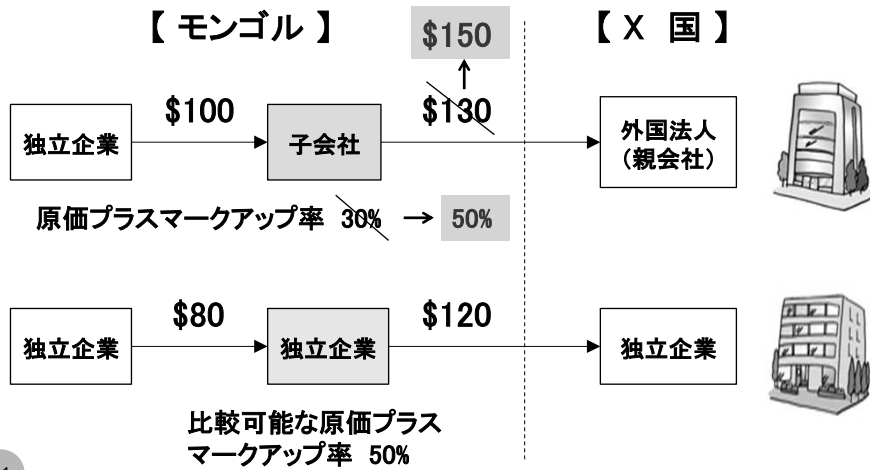 【 モンゴル 】
【 X 国 】
$150
$100
$130
独立企業
子会社
外国法人
（親会社）
原価プラスマークアップ率 30% → 50%
$80
$120
独立企業
独立企業
独立企業
比較可能な原価プラス
マークアップ率 50%